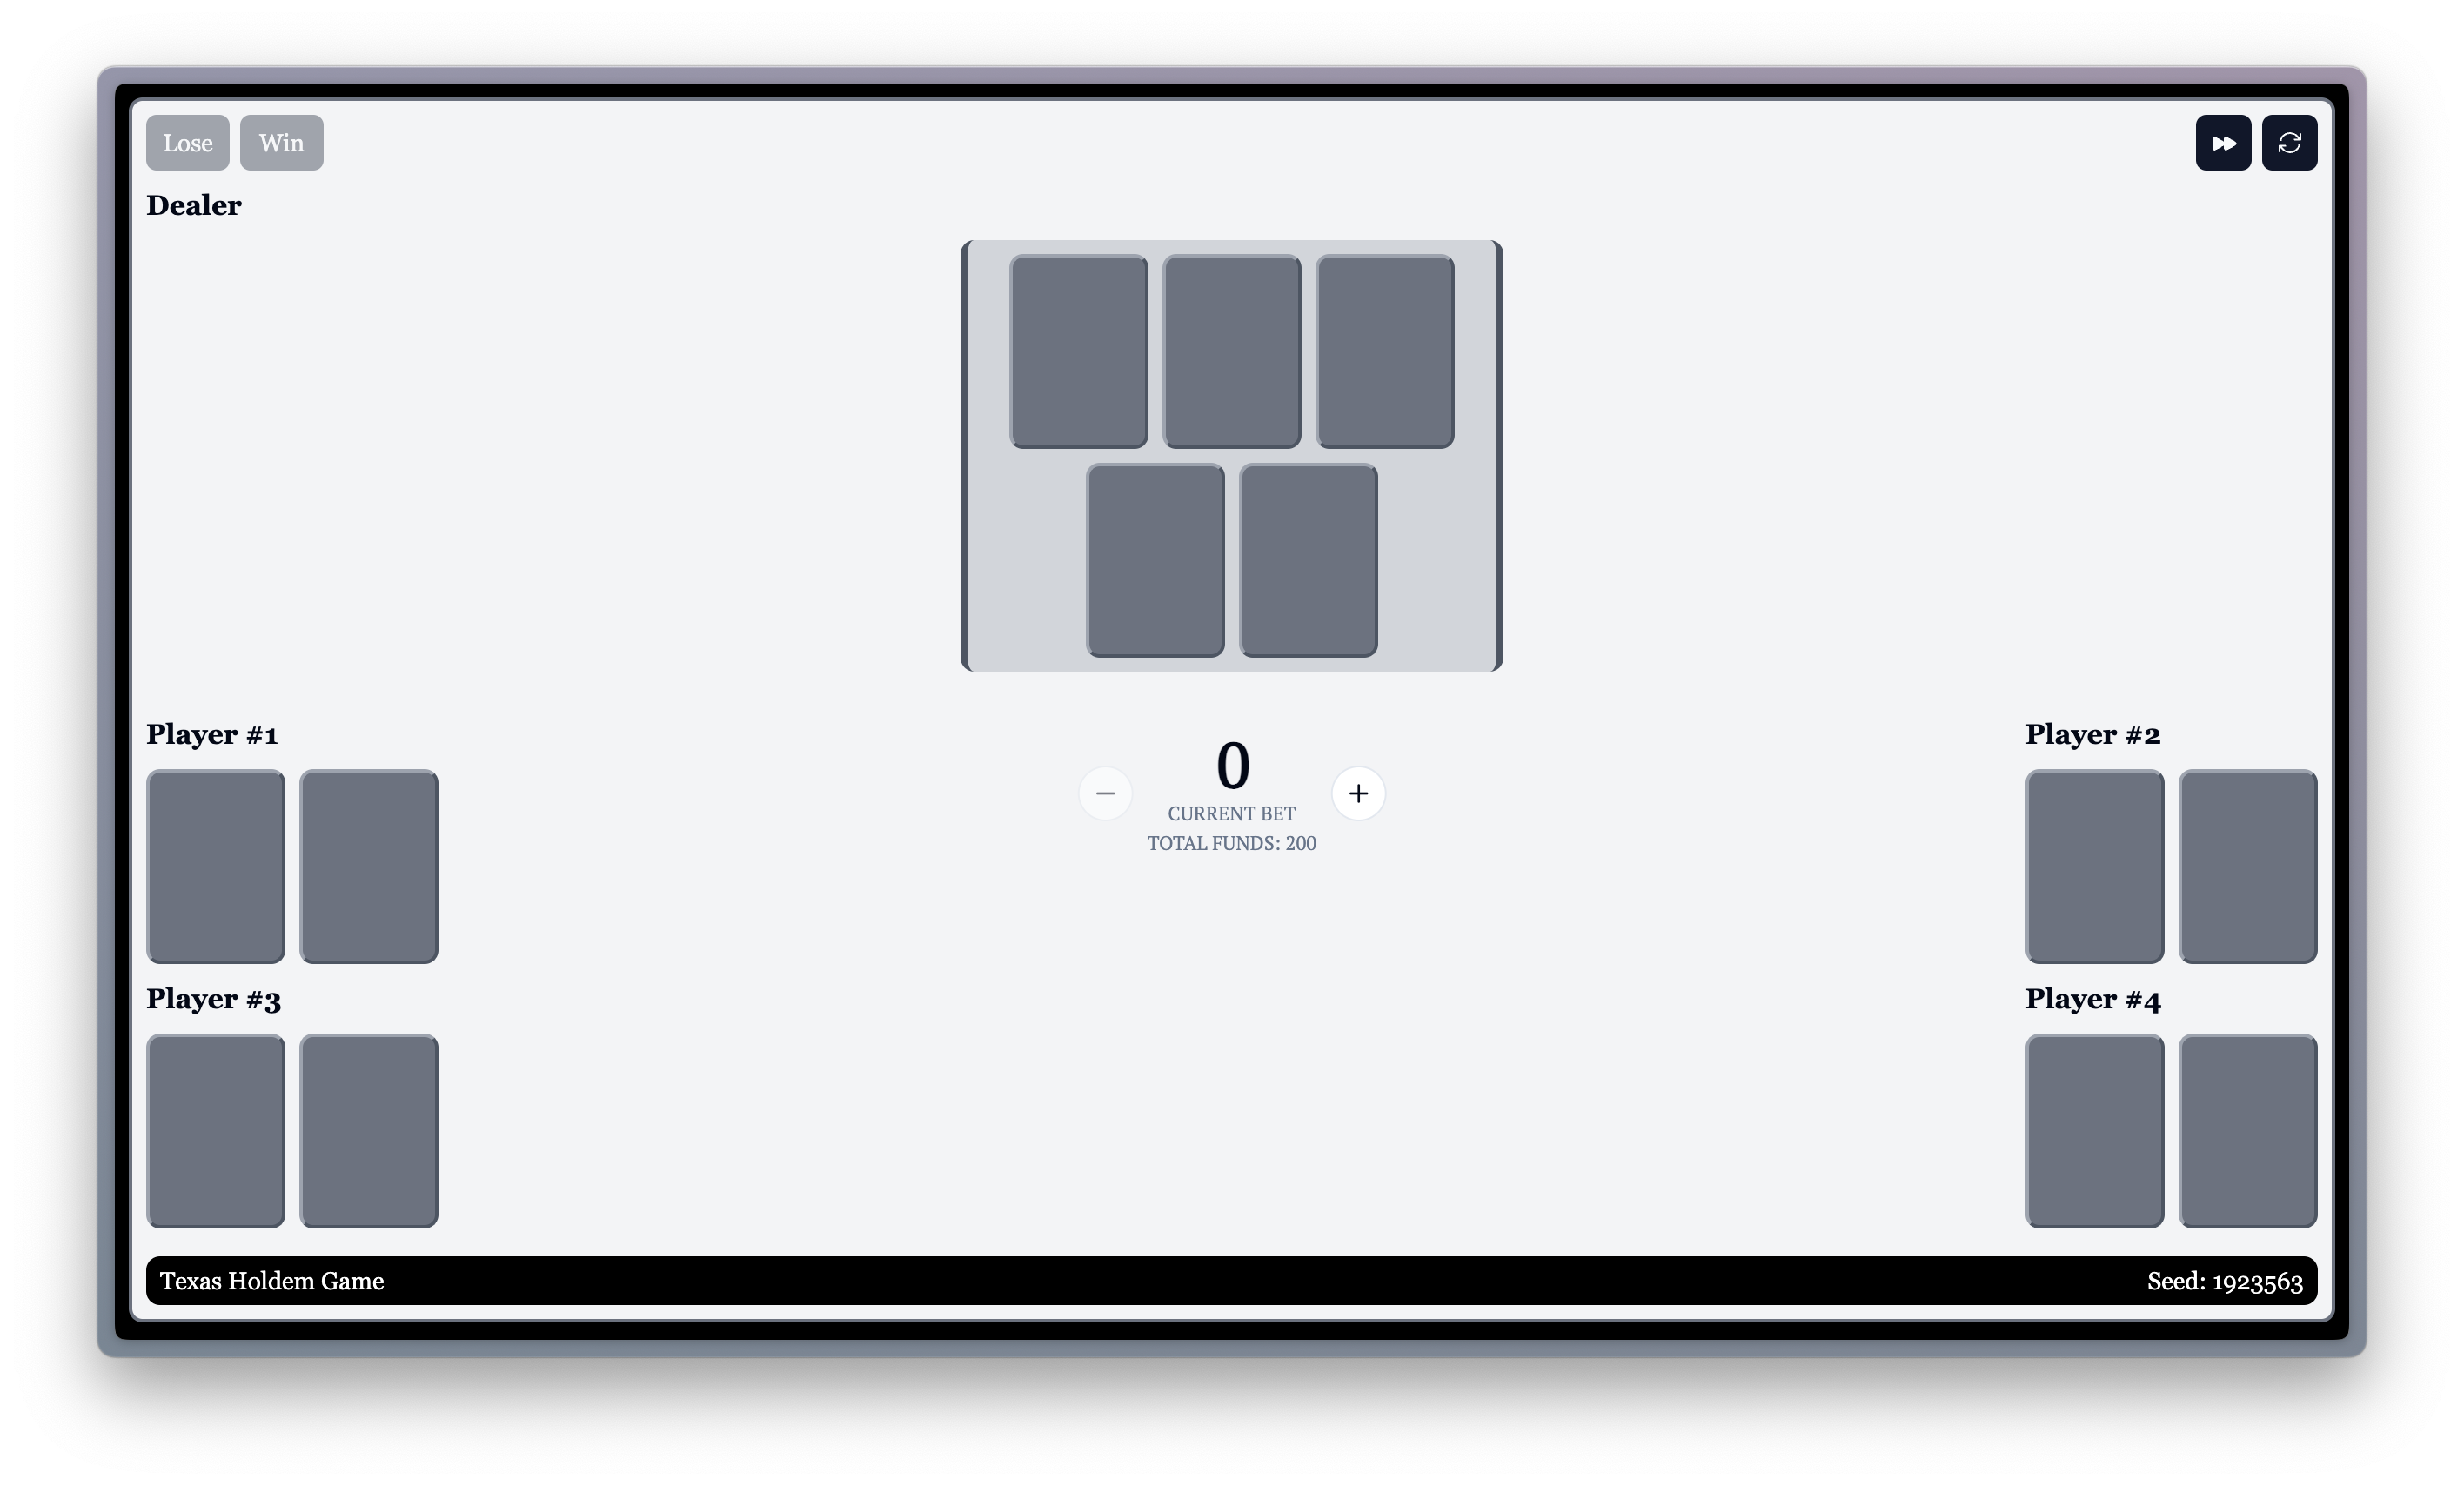 Lose Win
Dealer
Player #1
Player #2
0
CURRENT BET
TOTAL FUNDS: 200
Player #3
Player #4
Texas Holdem Game
Seed: 1923563